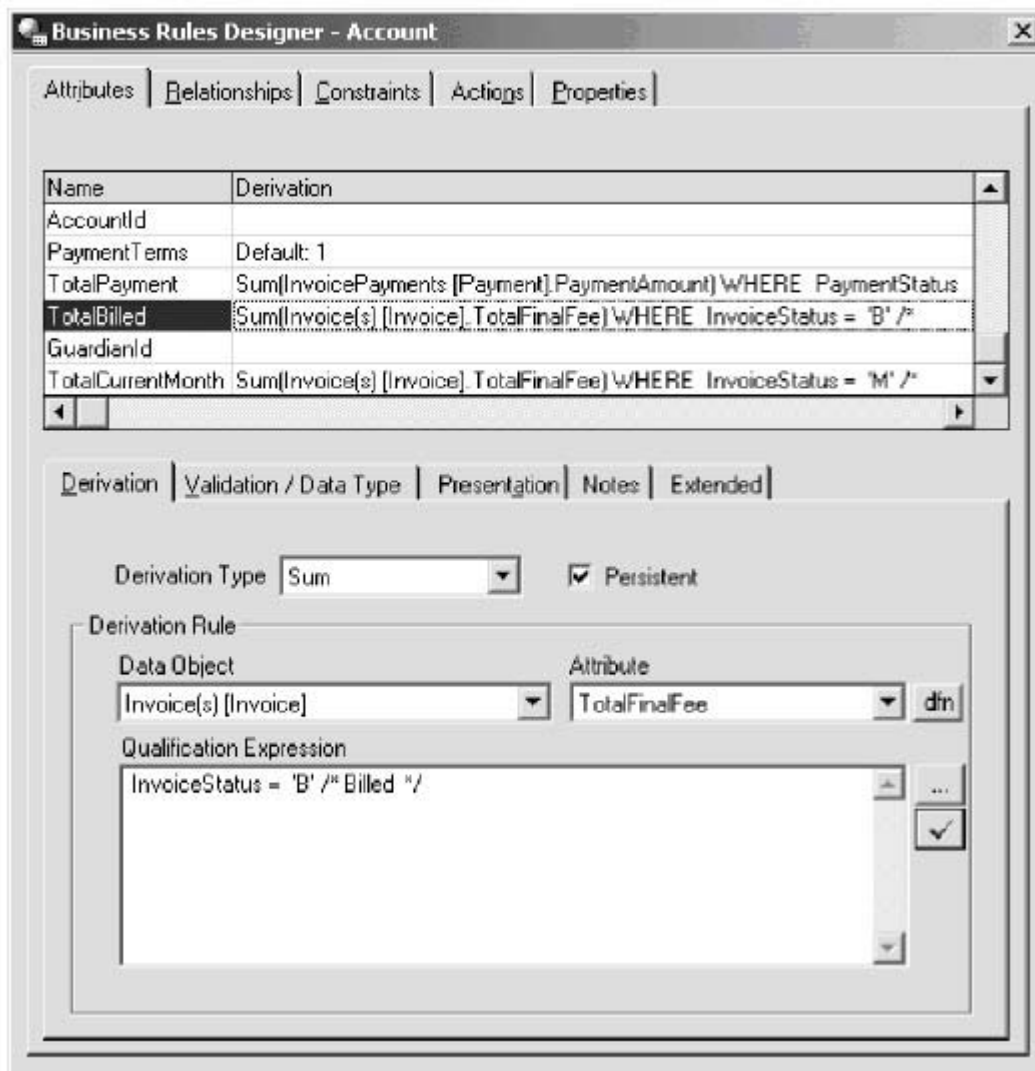 Business Rules Designer - Account
Attributes Relationships Constraints Actions Properties
Name Derivation
AccountId
PaymentTerms Default: 1
TotalPayment Sum(InvoicePayments [Payment].PaymentAmount) WHERE PaymentStatus
TotalBilled Sum(Invoice(s) [Invoice].TotalFinalFee) WHERE InvoiceStatus = 'B' /*
GuardianId
TotalCurrentMonth Sum(Invoice(s) [Invoice].TotalFinalFee) WHERE InvoiceStatus = 'M' /*
Derivation Validation / Data Type Presentation Notes Extended
Derivation Type Sum Persistent
Derivation Rule
Data Object Attribute
Invoice(s) [Invoice] TotalFinalFee dfn
Qualification Expression
InvoiceStatus = 'B' /* Billed */
...